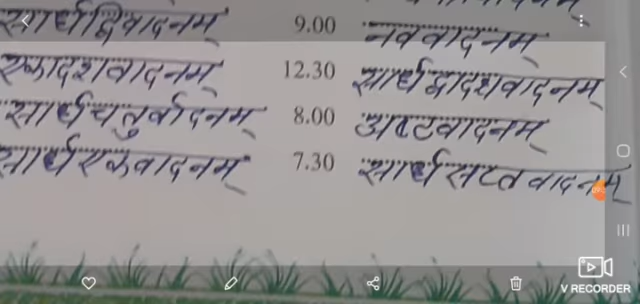 सार्धद्विवादनम् 9.00 नववादनम्
एकादशवादनम् 12.30 सार्धद्वादशवादनम्
सार्धचतुर्वादनम् 8.00 अष्टवादनम्
सार्धएकवादनम् 7.30 सार्धसप्तवादनम्
V RECORDER